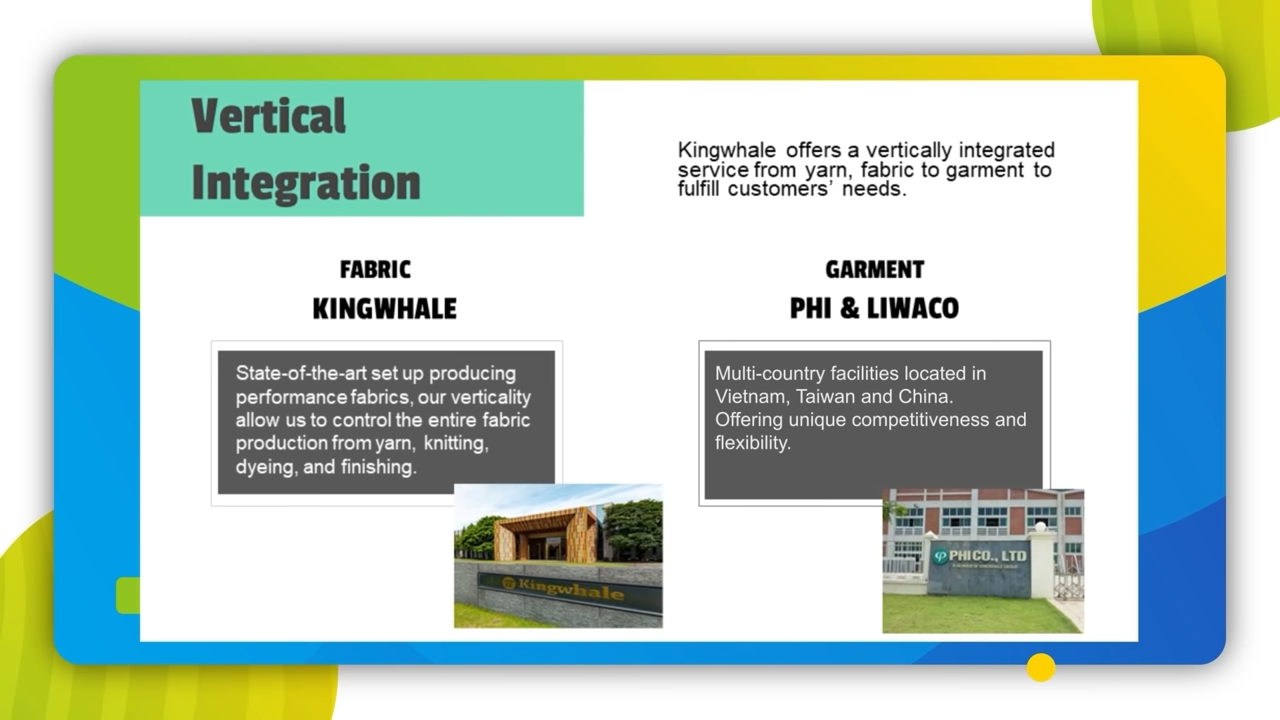 Vertical
Integration
Kingwhale offers a vertically integrated
service from yarn, fabric to garment to
fulfill customers’ needs.
FABRIC
KINGWHALE
GARMENT
PHI & LIWACO
State-of-the-art set up producing
performance fabrics, our verticality
allow us to control the entire fabric
production from yarn, knitting,
dyeing, and finishing.
Multi-country facilities located in
Vietnam, Taiwan and China.
Offering unique competitiveness and
flexibility.
Kingwhale
PHI CO., LTD